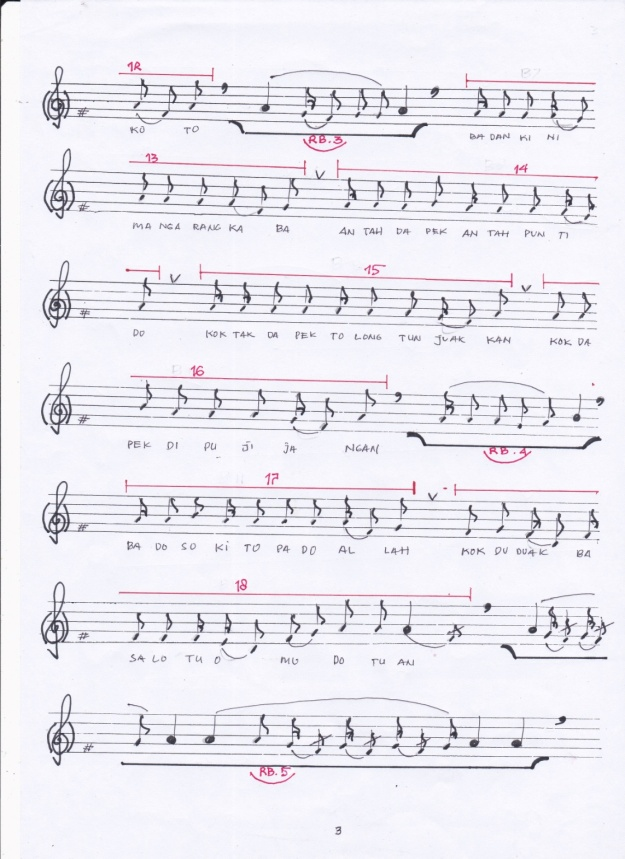 12
KO TO BA DAN KI NI
RB.3
13 14
MA NGA RANG KA BA AN TAH DA PEK AN TAH PUN TI
15
DO KOK TAK DA PEK TO LONG TUN JUAK KAN KOK DA
16
PEK DI PU JI JA NGAN
RB.4
17
BA DO SO KI TO PA DO AL LAH KOK DU DUAK BA
18
SA LO TU O MU DO TU AN
RB.5
3